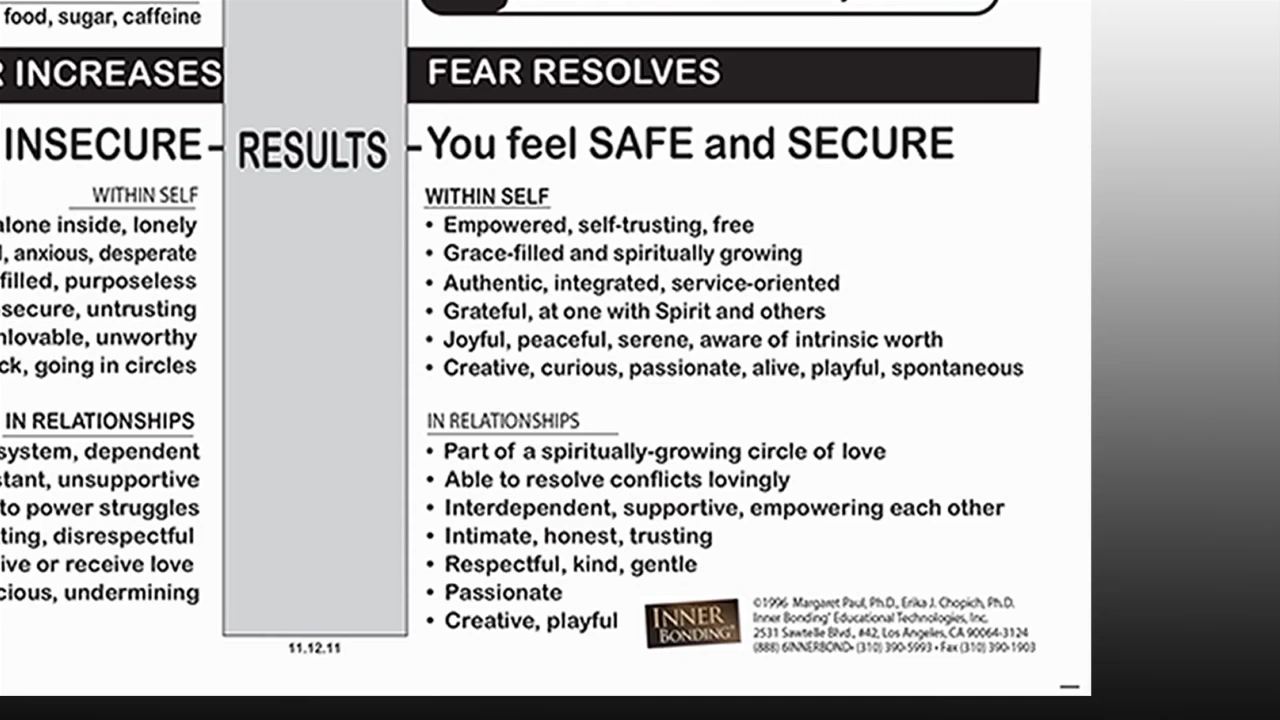 food, sugar, caffeine
INCREASES
INSECURE
WITHIN SELF
alone inside, lonely
anxious, desperate
filled, purposeless
secure, untrusting
unworthy
going in circles
IN RELATIONSHIPS
system, dependent
unsupportive
to power struggles
disrespectful
or receive love
undermining
RESULTS
11.12.11
FEAR RESOLVES
You feel SAFE and SECURE
WITHIN SELF
• Empowered, self-trusting, free
• Grace-filled and spiritually growing
• Authentic, integrated, service-oriented
• Grateful, at one with Spirit and others
• Joyful, peaceful, serene, aware of intrinsic worth
• Creative, curious, passionate, alive, playful, spontaneous
IN RELATIONSHIPS
• Part of a spiritually-growing circle of love
• Able to resolve conflicts lovingly
• Interdependent, supportive, empowering each other
• Intimate, honest, trusting
• Respectful, kind, gentle
• Passionate
• Creative, playful
INNER
BONDING
©1996 Margaret Paul, Ph.D., Erika J. Chopich, Ph.D.
Inner Bonding® Educational Technologies, Inc.
2531 Sawtelle Blvd., #42, Los Angeles, CA 90064-3124
(888) 6INNERBOND• (310) 390-5993 • Fax (310) 390-1903